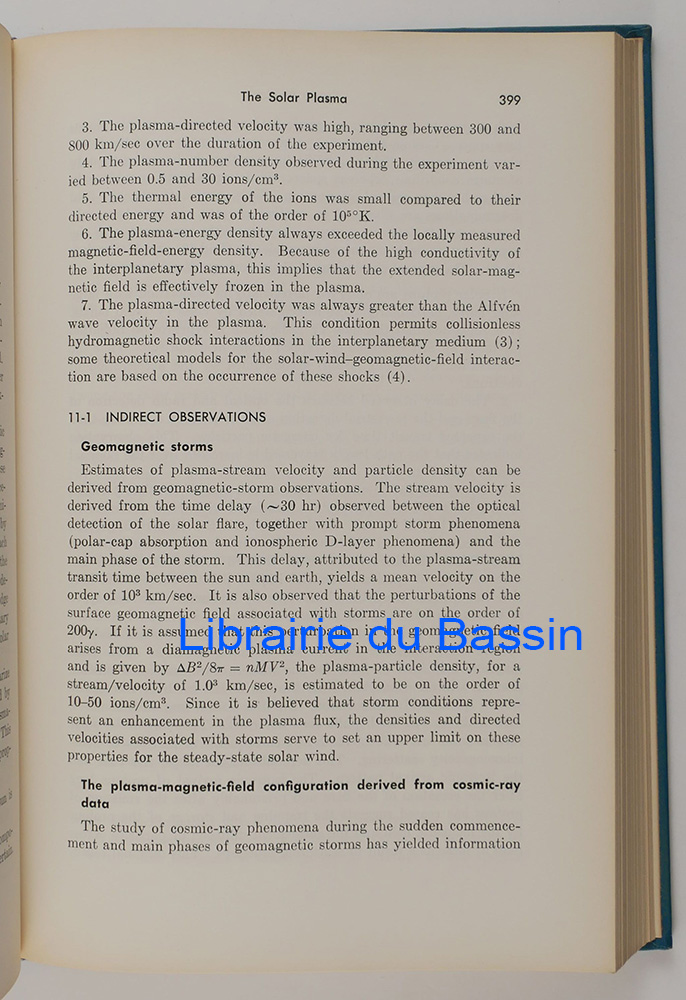 The Solar Plasma 399
3. The plasma-directed velocity was high, ranging between 300 and
800 km/sec over the duration of the experiment.
4. The plasma-number density observed during the experiment var-
ied between 0.5 and 30 ions/cm³.
5. The thermal energy of the ions was small compared to their
directed energy and was of the order of 10⁵°K.
6. The plasma-energy density always exceeded the locally measured
magnetic-field-energy density. Because of the high conductivity of
the interplanetary plasma, this implies that the extended solar-mag-
netic field is effectively frozen in the plasma.
7. The plasma-directed velocity was always greater than the Alfvén
wave velocity in the plasma. This condition permits collisionless
hydromagnetic shock interactions in the interplanetary medium (3);
some theoretical models for the solar-wind–geomagnetic-field interac-
tion are based on the occurrence of these shocks (4).
11-1 INDIRECT OBSERVATIONS
Geomagnetic storms
Estimates of plasma-stream velocity and particle density can be
derived from geomagnetic-storm observations. The stream velocity is
derived from the time delay (∼30 hr) observed between the optical
detection of the solar flare, together with prompt storm phenomena
(polar-cap absorption and ionospheric D-layer phenomena) and the
main phase of the storm. This delay, attributed to the plasma-stream
transit time between the sun and earth, yields a mean velocity on the
order of 10³ km/sec. It is also observed that the perturbations of the
surface geomagnetic field associated with storms are on the order of
200γ. If it is assumed that this perturbation in the geomagnetic field
Librairie du Bassin
arises from a diamagnetic plasma current in the interaction region
and is given by ΔB²/8π = nMV², the plasma-particle density, for a
stream/velocity of 1.0³ km/sec, is estimated to be on the order of
10–50 ions/cm³. Since it is believed that storm conditions repre-
sent an enhancement in the plasma flux, the densities and directed
velocities associated with storms serve to set an upper limit on these
properties for the steady-state solar wind.
The plasma-magnetic-field configuration derived from cosmic-ray
data
The study of cosmic-ray phenomena during the sudden commence-
ment and main phases of geomagnetic storms has yielded information